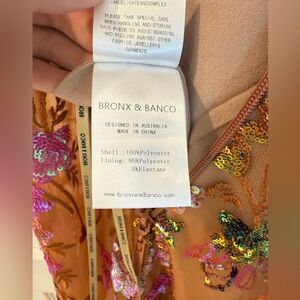 PLEASE TAKE SPECIAL CARE
WHEN HANDLING AND STORING
THIS PIECE TO AVOID SNAGGING
AND PULLING AGAINST OTHER
FABRICS JEWELLERY&
GARMENTS
BRONX & BANCO
DESIGNED IN AUSTRALIA
MADE IN CHINA
Shell :100%Polyester
Lining: 95%Polyester
5%Elastane
www.bronxandbanco.com